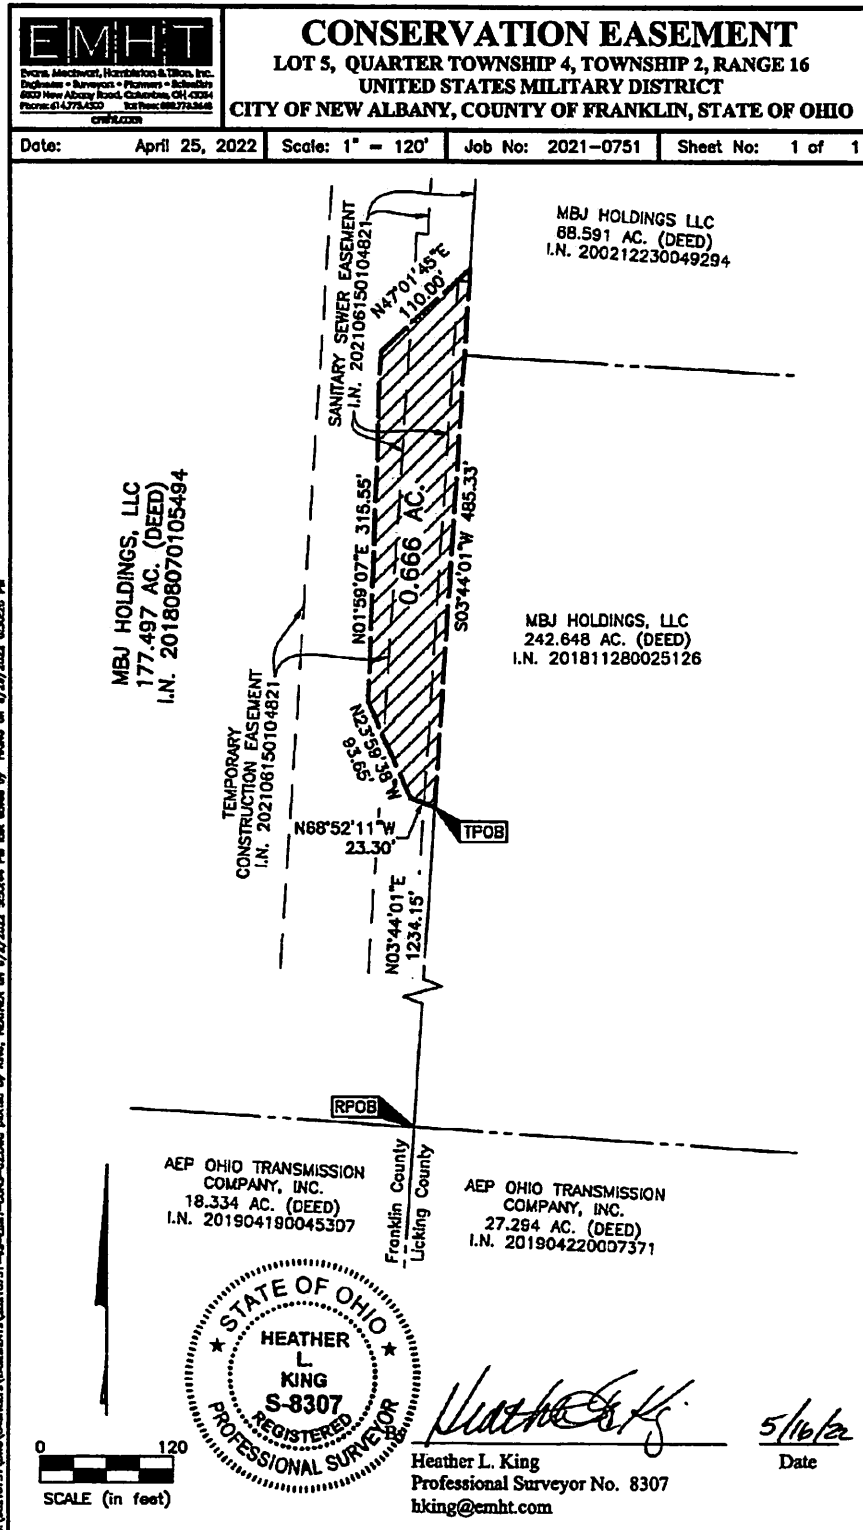 EMHT
Evans, Mechwart, Hambleton & Tilton, Inc.
Engineers • Surveyors • Planners • Scientists
5500 New Albany Road, Columbus, OH 43054
emht.com
CONSERVATION EASEMENT
LOT 5, QUARTER TOWNSHIP 4, TOWNSHIP 2, RANGE 16
UNITED STATES MILITARY DISTRICT
CITY OF NEW ALBANY, COUNTY OF FRANKLIN, STATE OF OHIO
Date: April 25, 2022
Scale: 1" = 120'
Job No: 2021-0751
Sheet No: 1 of 1
MBJ HOLDINGS LLC
68.591 AC. (DEED)
I.N. 200212230049294
SANITARY SEWER EASEMENT
I.N. 202106150104821
N47°01'45"E
110.00'
MBJ HOLDINGS, LLC
177.497 AC. (DEED)
I.N. 201808070105494
N01°59'07"E 315.55'
0.666 AC.
S03°44'01"W 485.33'
MBJ HOLDINGS, LLC
242.648 AC. (DEED)
I.N. 201811280025126
TEMPORARY
CONSTRUCTION EASEMENT
I.N. 202106150104821
N23°59'38"W
93.65'
N68°52'11"W
23.30'
TPOB
N03°44'01"E
1234.15'
RPOB
Franklin County
Licking County
AEP OHIO TRANSMISSION
COMPANY, INC.
18.334 AC. (DEED)
I.N. 201904190045307
AEP OHIO TRANSMISSION
COMPANY, INC.
27.294 AC. (DEED)
I.N. 201904220007371
STATE OF OHIO
HEATHER
L.
KING
S-8307
REGISTERED
PROFESSIONAL SURVEYOR
0 120
SCALE (in feet)
By
Heather L. King
5/16/22
Heather L. King
Professional Surveyor No. 8307
hking@emht.com
Date